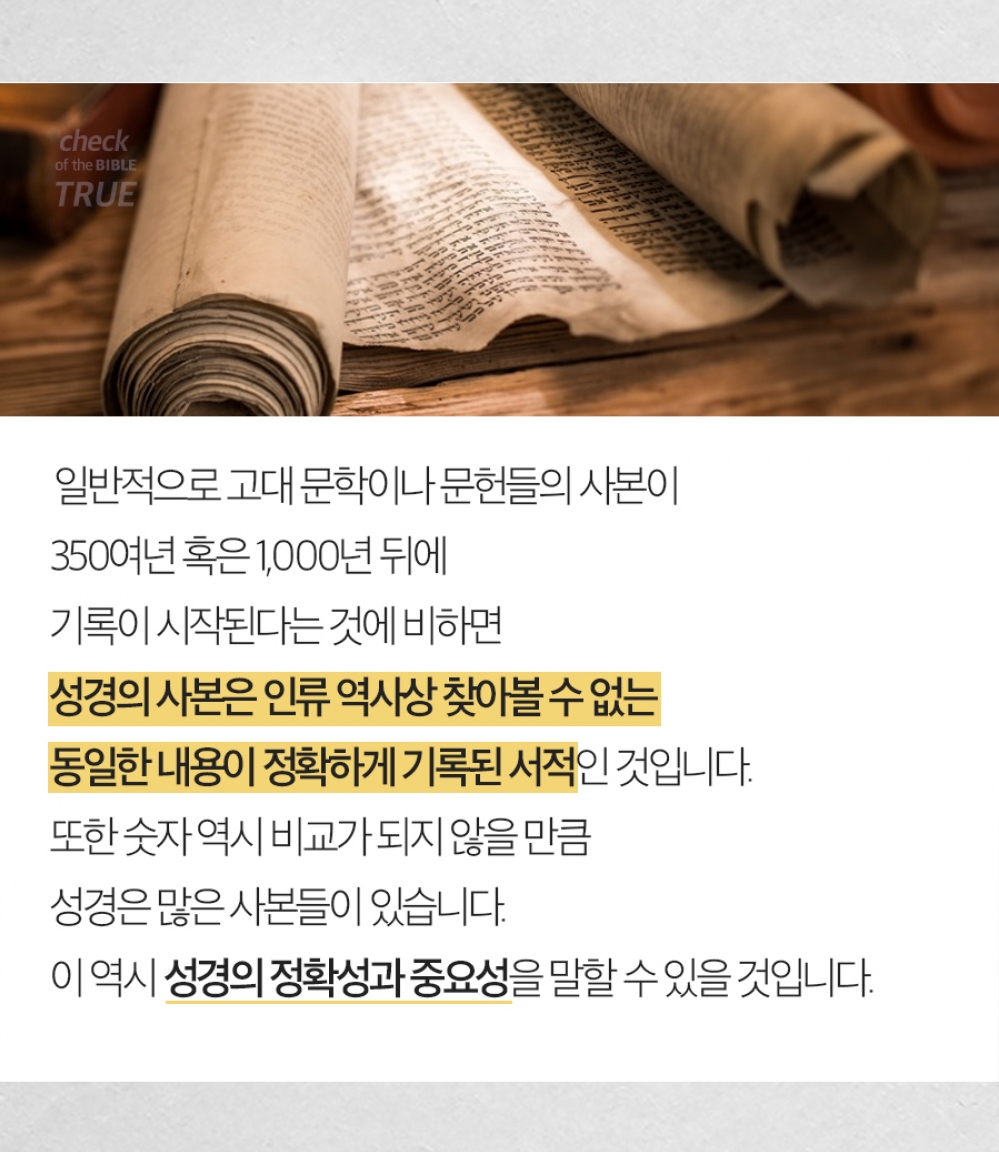 check
of the BIBLE
TRUE
일반적으로 고대 문학이나 문헌들의 사본이
350여년 혹은 1,000년 뒤에
기록이 시작된다는 것에 비하면
성경의 사본은 인류 역사상 찾아볼 수 없는
동일한 내용이 정확하게 기록된 서적인 것입니다.
또한 숫자 역시 비교가 되지 않을 만큼
성경은 많은 사본들이 있습니다.
이 역시 성경의 정확성과 중요성을 말할 수 있을 것입니다.